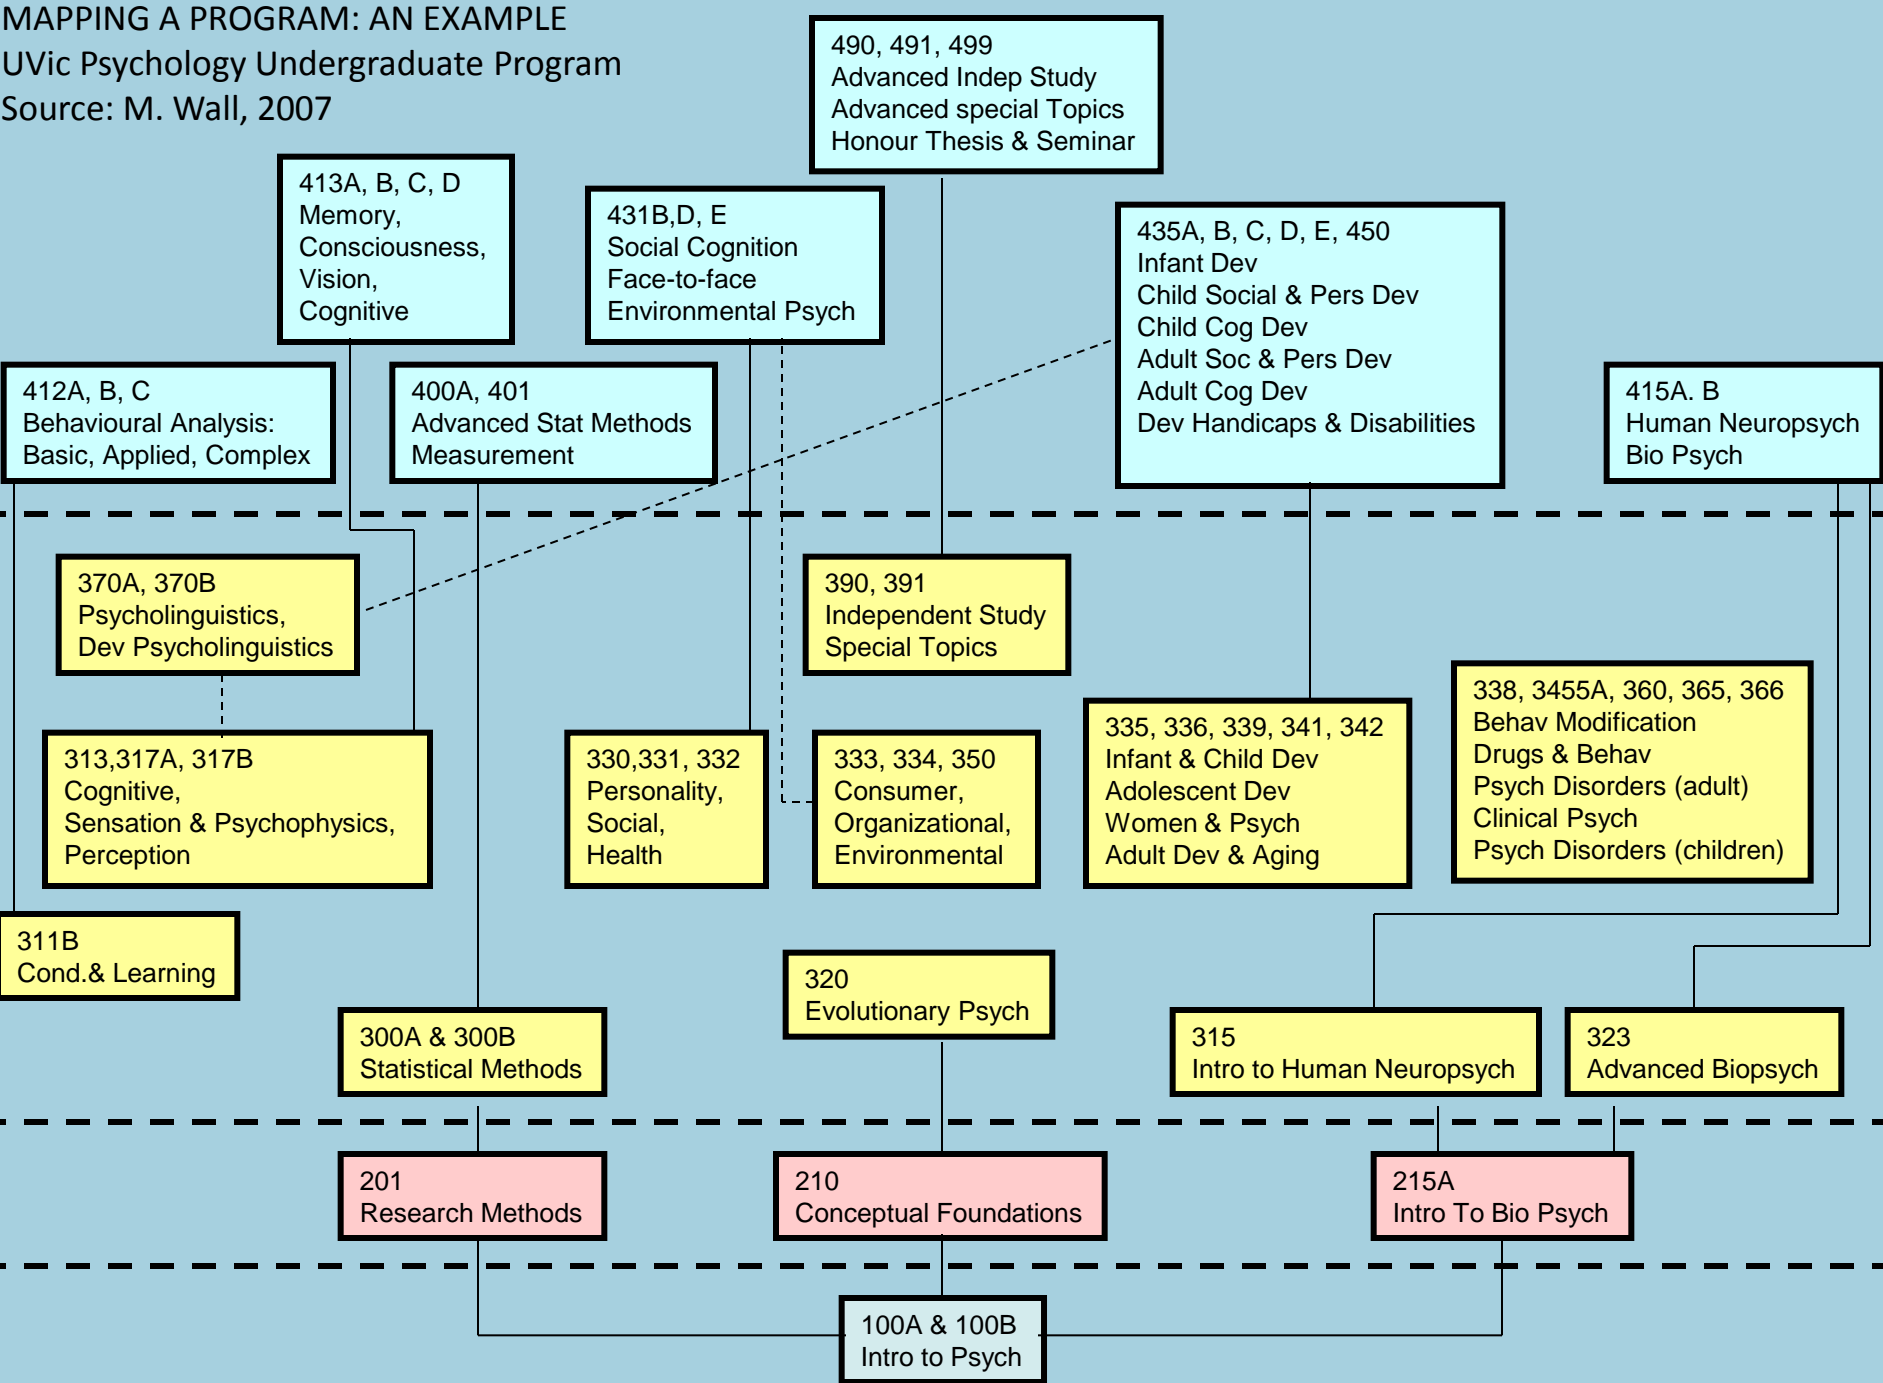 MAPPING A PROGRAM: AN EXAMPLE
UVic Psychology Undergraduate Program
Source: M. Wall, 2007
490, 491, 499
Advanced Indep Study
Advanced special Topics
Honour Thesis & Seminar
413A, B, C, D
Memory,
Consciousness,
Vision,
Cognitive
431B,D, E
Social Cognition
Face-to-face
Environmental Psych
435A, B, C, D, E, 450
Infant Dev
Child Social & Pers Dev
Child Cog Dev
Adult Soc & Pers Dev
Adult Cog Dev
Dev Handicaps & Disabilities
412A, B, C
Behavioural Analysis:
Basic, Applied, Complex
400A, 401
Advanced Stat Methods
Measurement
415A. B
Human Neuropsych
Bio Psych
370A, 370B
Psycholinguistics,
Dev Psycholinguistics
390, 391
Independent Study
Special Topics
338, 3455A, 360, 365, 366
Behav Modification
Drugs & Behav
Psych Disorders (adult)
Clinical Psych
Psych Disorders (children)
313,317A, 317B
Cognitive,
Sensation & Psychophysics,
Perception
330,331, 332
Personality,
Social,
Health
333, 334, 350
Consumer,
Organizational,
Environmental
335, 336, 339, 341, 342
Infant & Child Dev
Adolescent Dev
Women & Psych
Adult Dev & Aging
311B
Cond.& Learning
320
Evolutionary Psych
300A & 300B
Statistical Methods
315
Intro to Human Neuropsych
323
Advanced Biopsych
201
Research Methods
210
Conceptual Foundations
215A
Intro To Bio Psych
100A & 100B
Intro to Psych